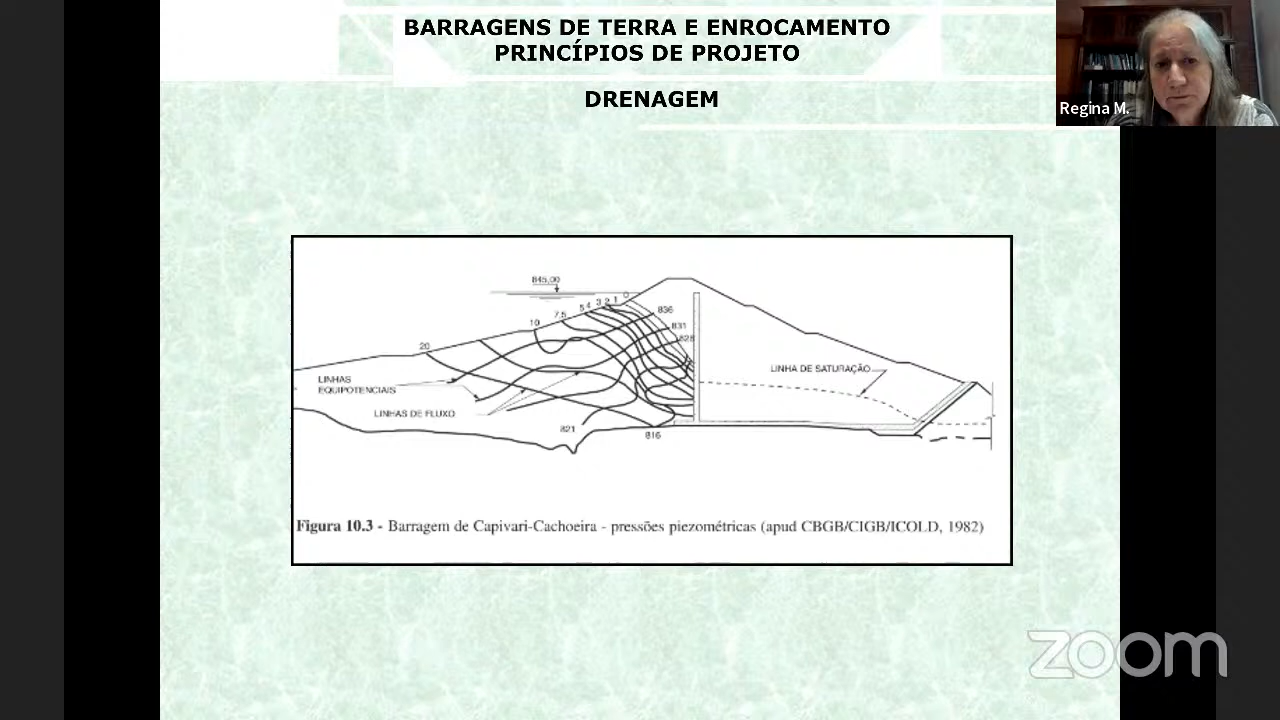 BARRAGENS DE TERRA E ENROCAMENTO
PRINCÍPIOS DE PROJETO
DRENAGEM
Regina M.
845,00
20
10
7,5
5
4
3
2
1
0
836
831
826
LINHAS
EQUIPOTENCIAIS
LINHAS DE FLUXO
LINHA DE SATURAÇÃO
821
816
Figura 10.3 - Barragem de Capivari-Cachoeira - pressões piezométricas (apud CBGB/CIGB/ICOLD, 1982)
zoom